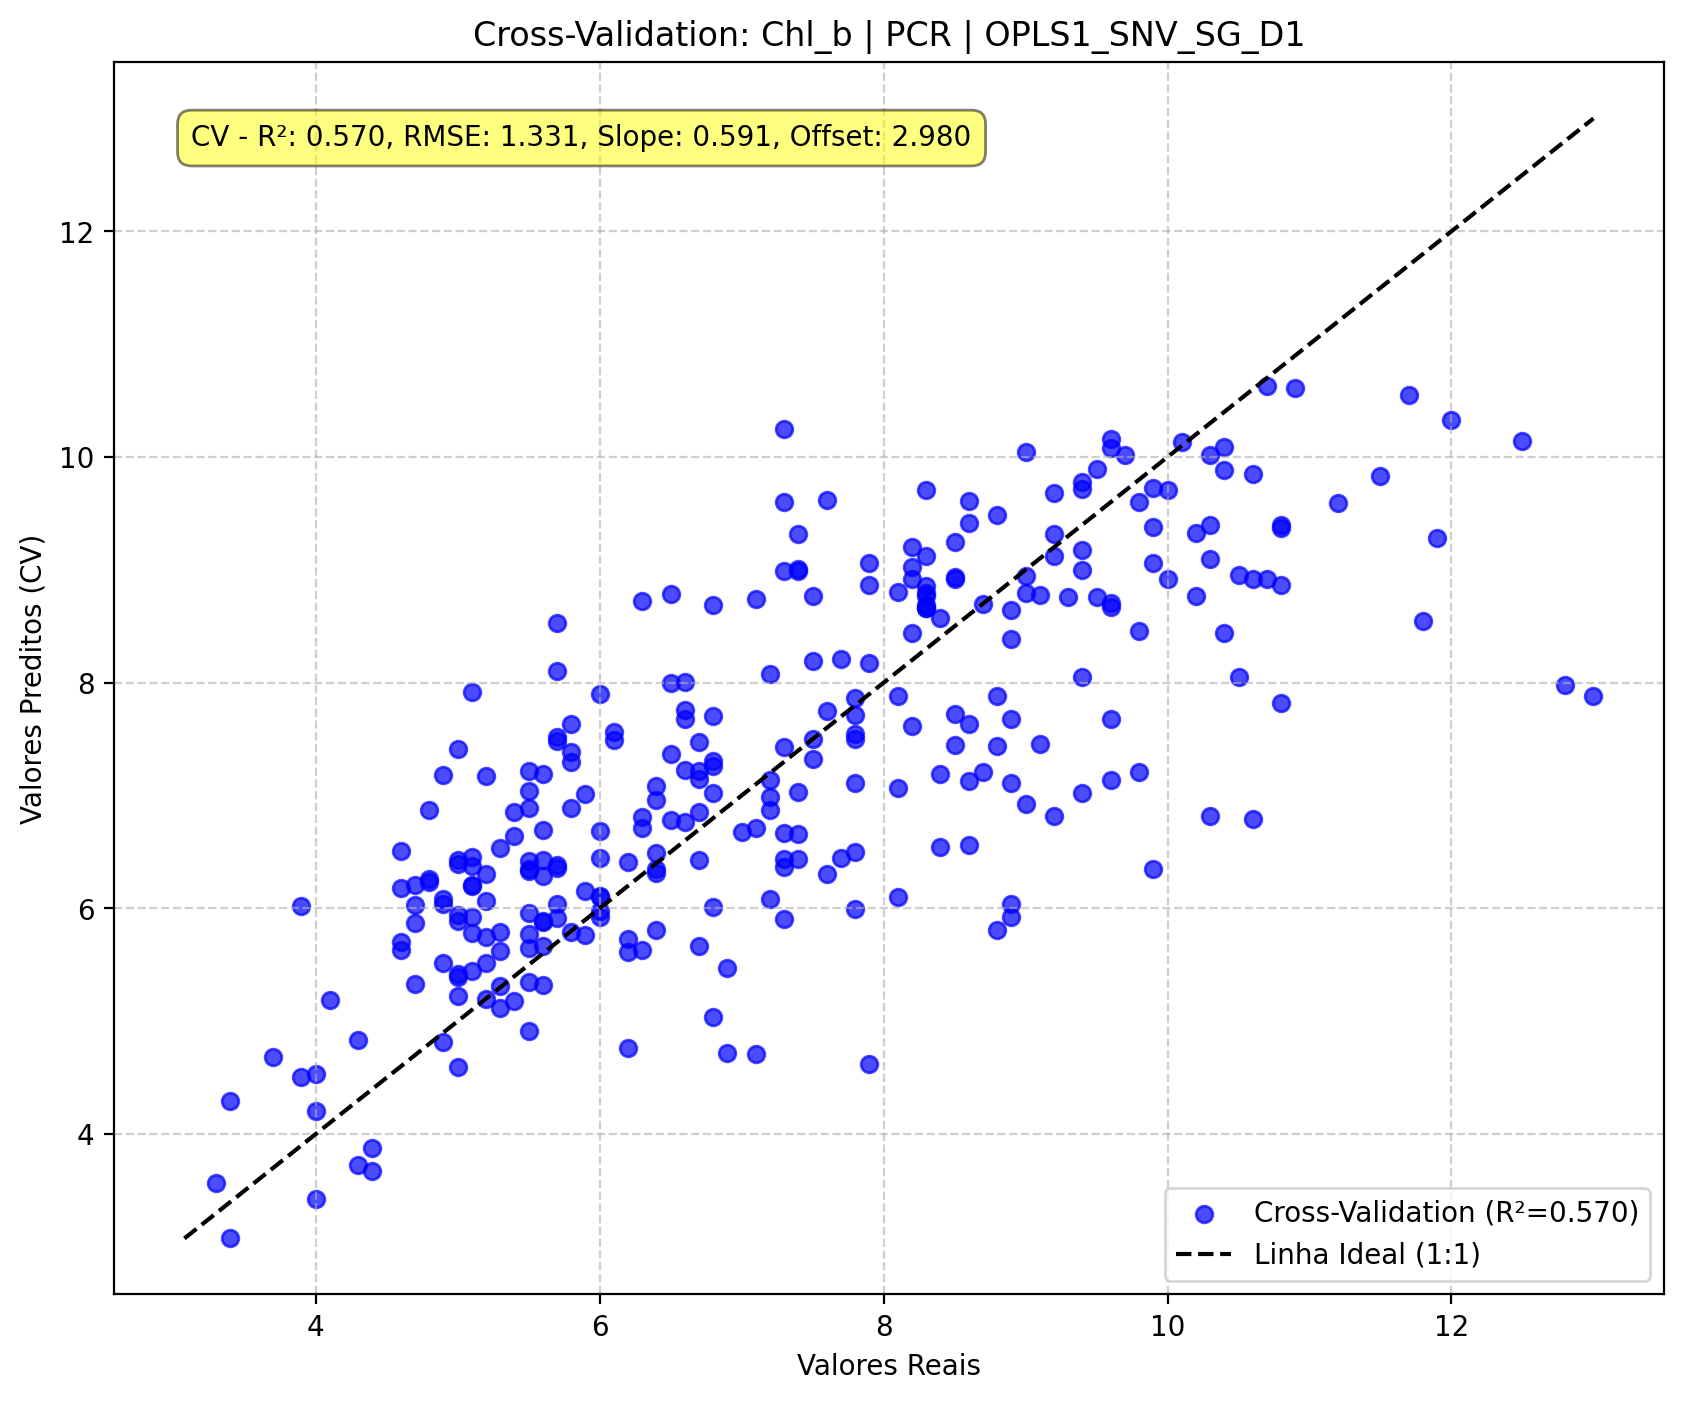 Cross-Validation: Chl_b | PCR | OPLS1_SNV_SG_D1
CV - R²: 0.570, RMSE: 1.331, Slope: 0.591, Offset: 2.980
12
10
8
6
4
Valores Preditos (CV)
Cross-Validation (R²=0.570)
Linha Ideal (1:1)
4 6 8 10 12
Valores Reais